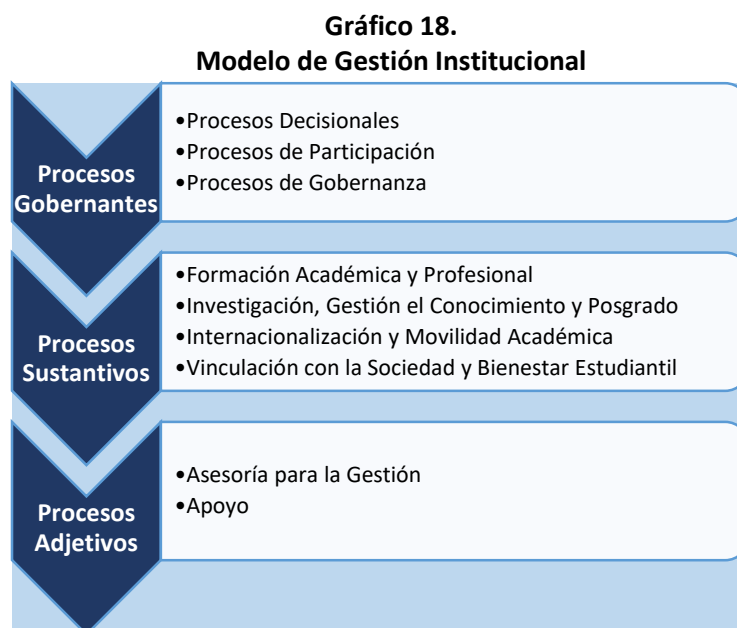 Gráfico 18.
Modelo de Gestión Institucional
Procesos
Gobernantes
•Procesos Decisionales
•Procesos de Participación
•Procesos de Gobernanza
Procesos
Sustantivos
•Formación Académica y Profesional
•Investigación, Gestión el Conocimiento y Posgrado
•Internacionalización y Movilidad Académica
•Vinculación con la Sociedad y Bienestar Estudiantil
Procesos
Adjetivos
•Asesoría para la Gestión
•Apoyo